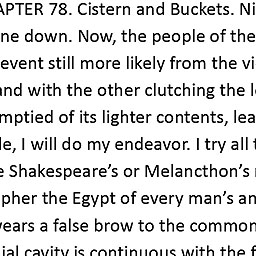 APTER 78. Cistern and Buckets. Ni
ne down. Now, the people of the
event still more likely from the vi
and with the other clutching the l
mptied of its lighter contents, lea
le, I will do my endeavor. I try all t
e Shakespeare’s or Melancthon’s
pher the Egypt of every man’s an
wears a false brow to the common
ial cavity is continuous with the f